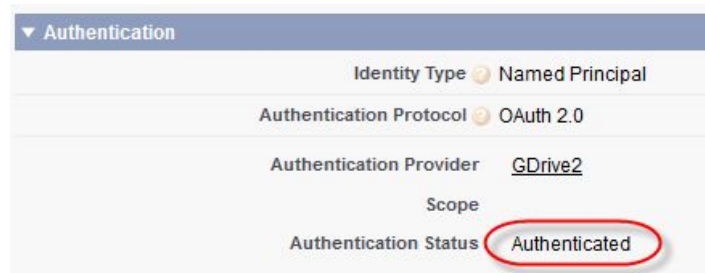 Authentication
Identity Type Named Principal
Authentication Protocol OAuth 2.0
Authentication Provider GDrive2
Scope
Authentication Status Authenticated